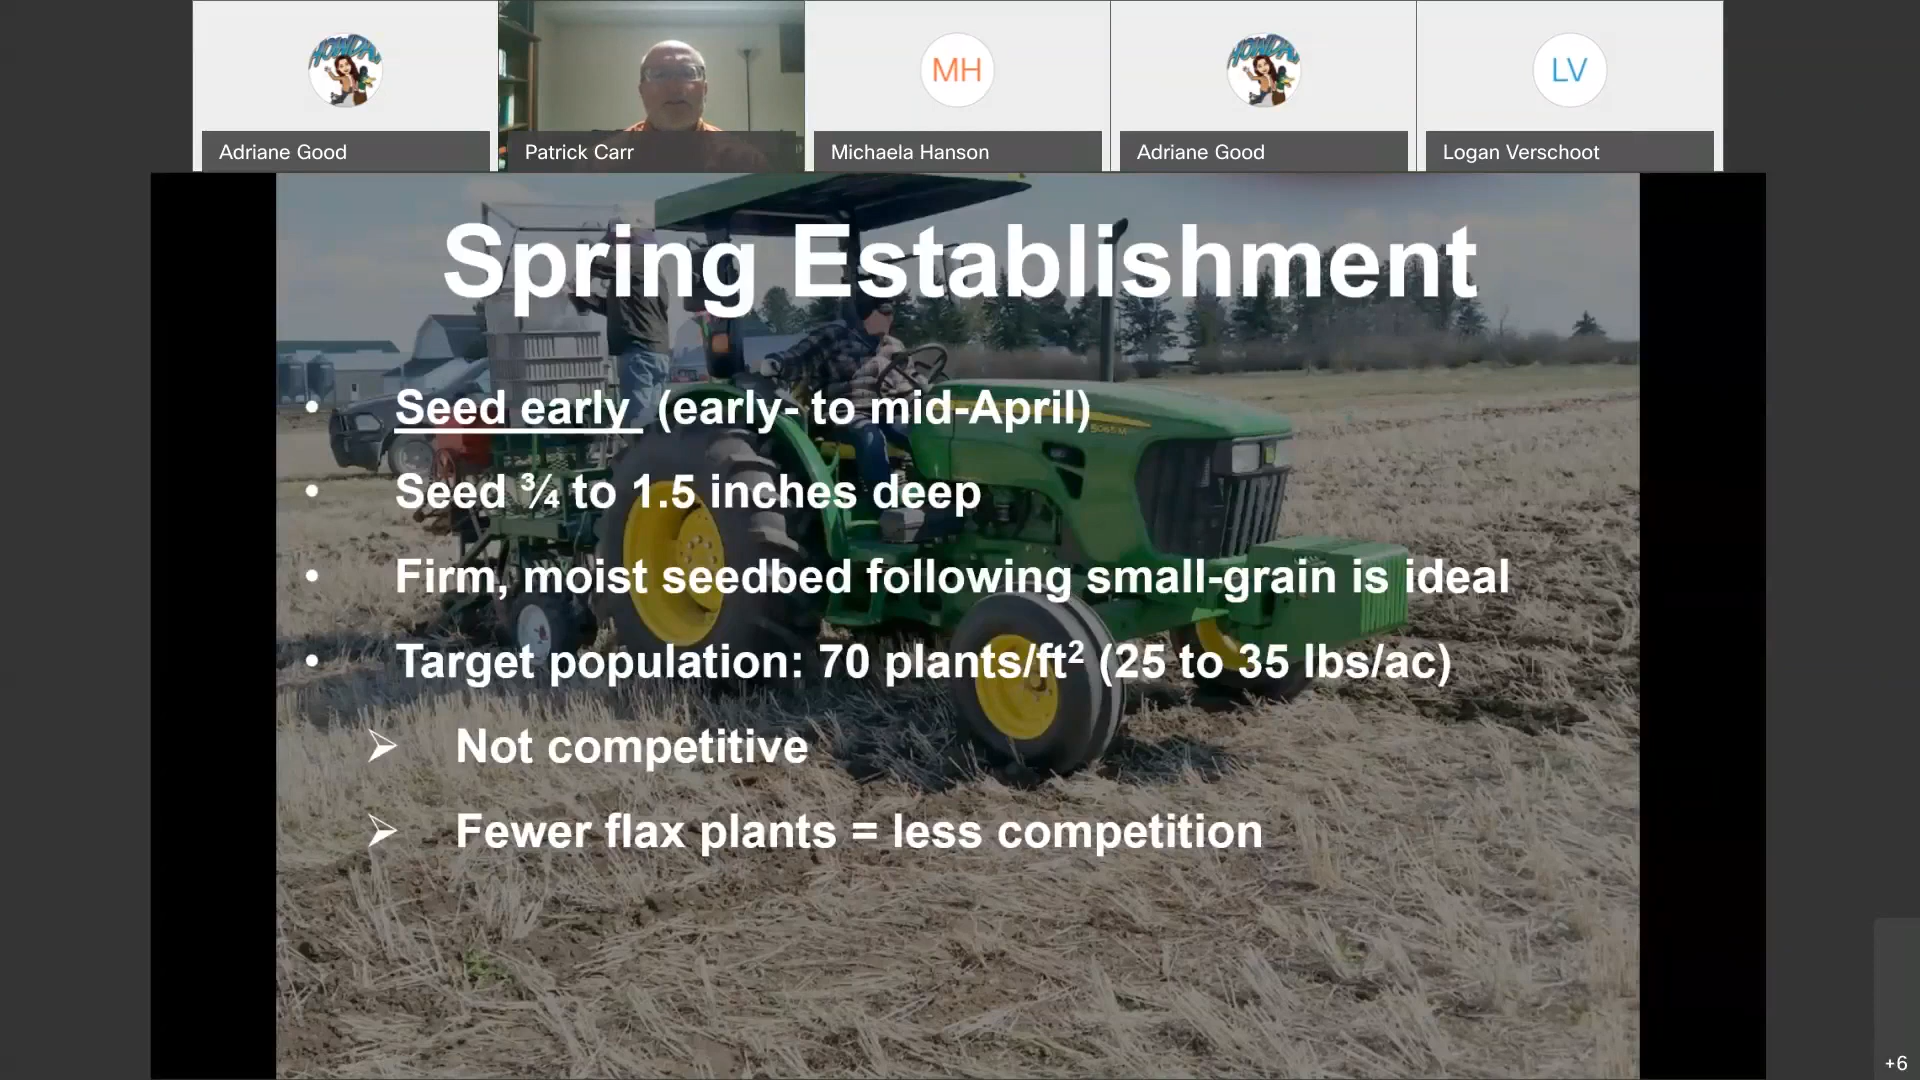 HOWDY
MH
HOWDY
LV
Adriane Good
Patrick Carr
Michaela Hanson
Adriane Good
Logan Verschoot
Spring Establishment
• Seed early (early- to mid-April)
• Seed ¾ to 1.5 inches deep
• Firm, moist seedbed following small-grain is ideal
• Target population: 70 plants/ft² (25 to 35 lbs/ac)
➢ Not competitive
➢ Fewer flax plants = less competition
+6